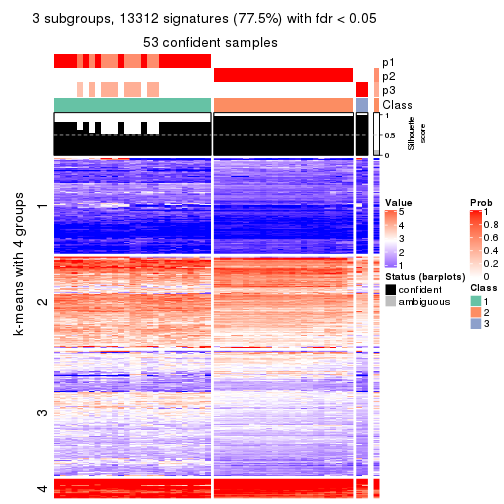 3 subgroups, 13312 signatures (77.5%) with fdr < 0.05
53 confident samples
p1
p2
p3
Class
1
0.5
0
Silhouette
score
k-means with 4 groups
1
2
3
4
Value
5
4
3
2
1
Status (barplots)
confident
ambiguous
Prob
1
0.8
0.6
0.4
0.2
0
Class
1
2
3